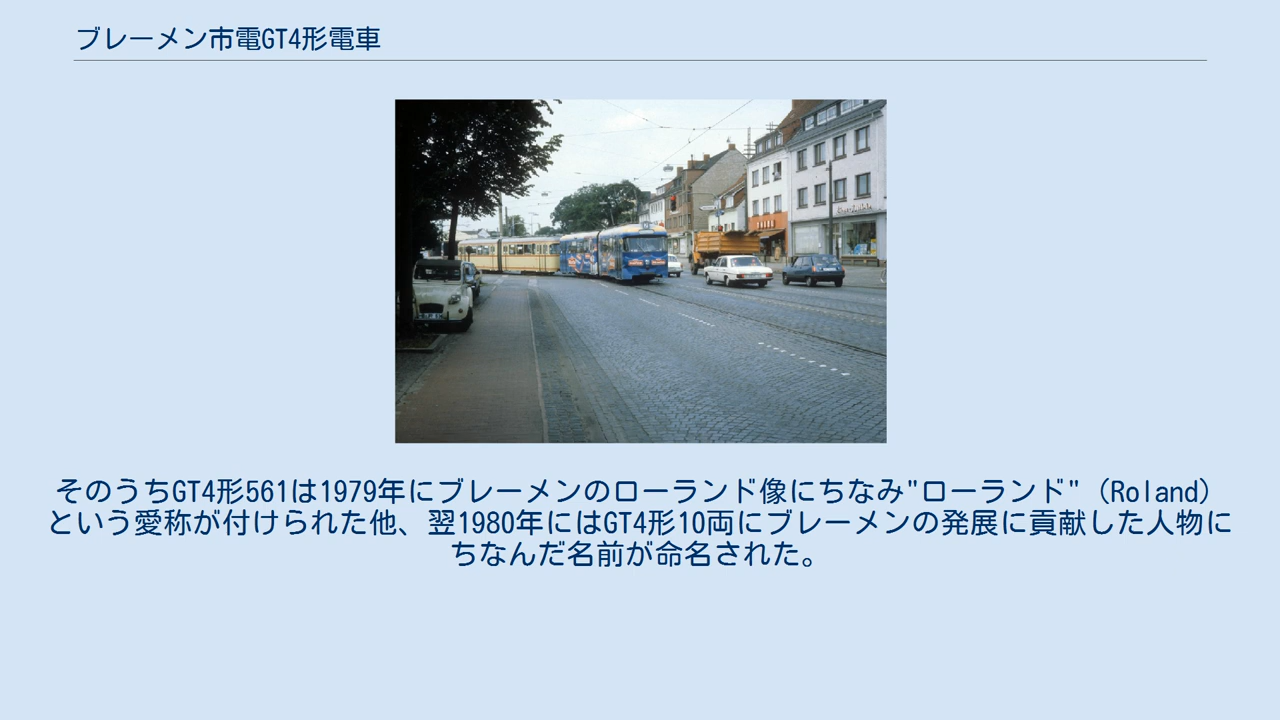 ブレーメン市電GT4形電車
そのうちGT4形561は1979年にブレーメンのローランド像にちなみ"ローランド"（Roland）
という愛称が付けられた他、翌1980年にはGT4形10両にブレーメンの発展に貢献した人物に
ちなんだ名前が命名された。